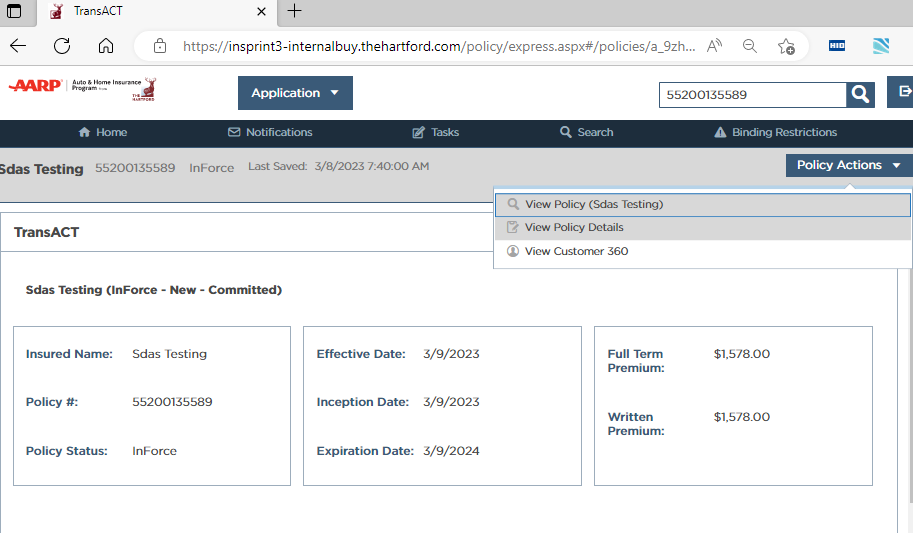 TransACT
https://insprint3-internalbuy.thehartford.com/policy/express.aspx#/policies/a_9zh...
HID
AARP Auto & Home Insurance
Program
THE
HARTFORD
Application
55200135589
Home Notifications Tasks Search Binding Restrictions
Sdas Testing 55200135589 InForce Last Saved: 3/8/2023 7:40:00 AM
Policy Actions
View Policy (Sdas Testing)
View Policy Details
View Customer 360
TransACT
Sdas Testing (InForce - New - Committed)
Insured Name: Sdas Testing
Policy #: 55200135589
Policy Status: InForce
Effective Date: 3/9/2023
Inception Date: 3/9/2023
Expiration Date: 3/9/2024
Full Term
Premium: $1,578.00
Written
Premium: $1,578.00